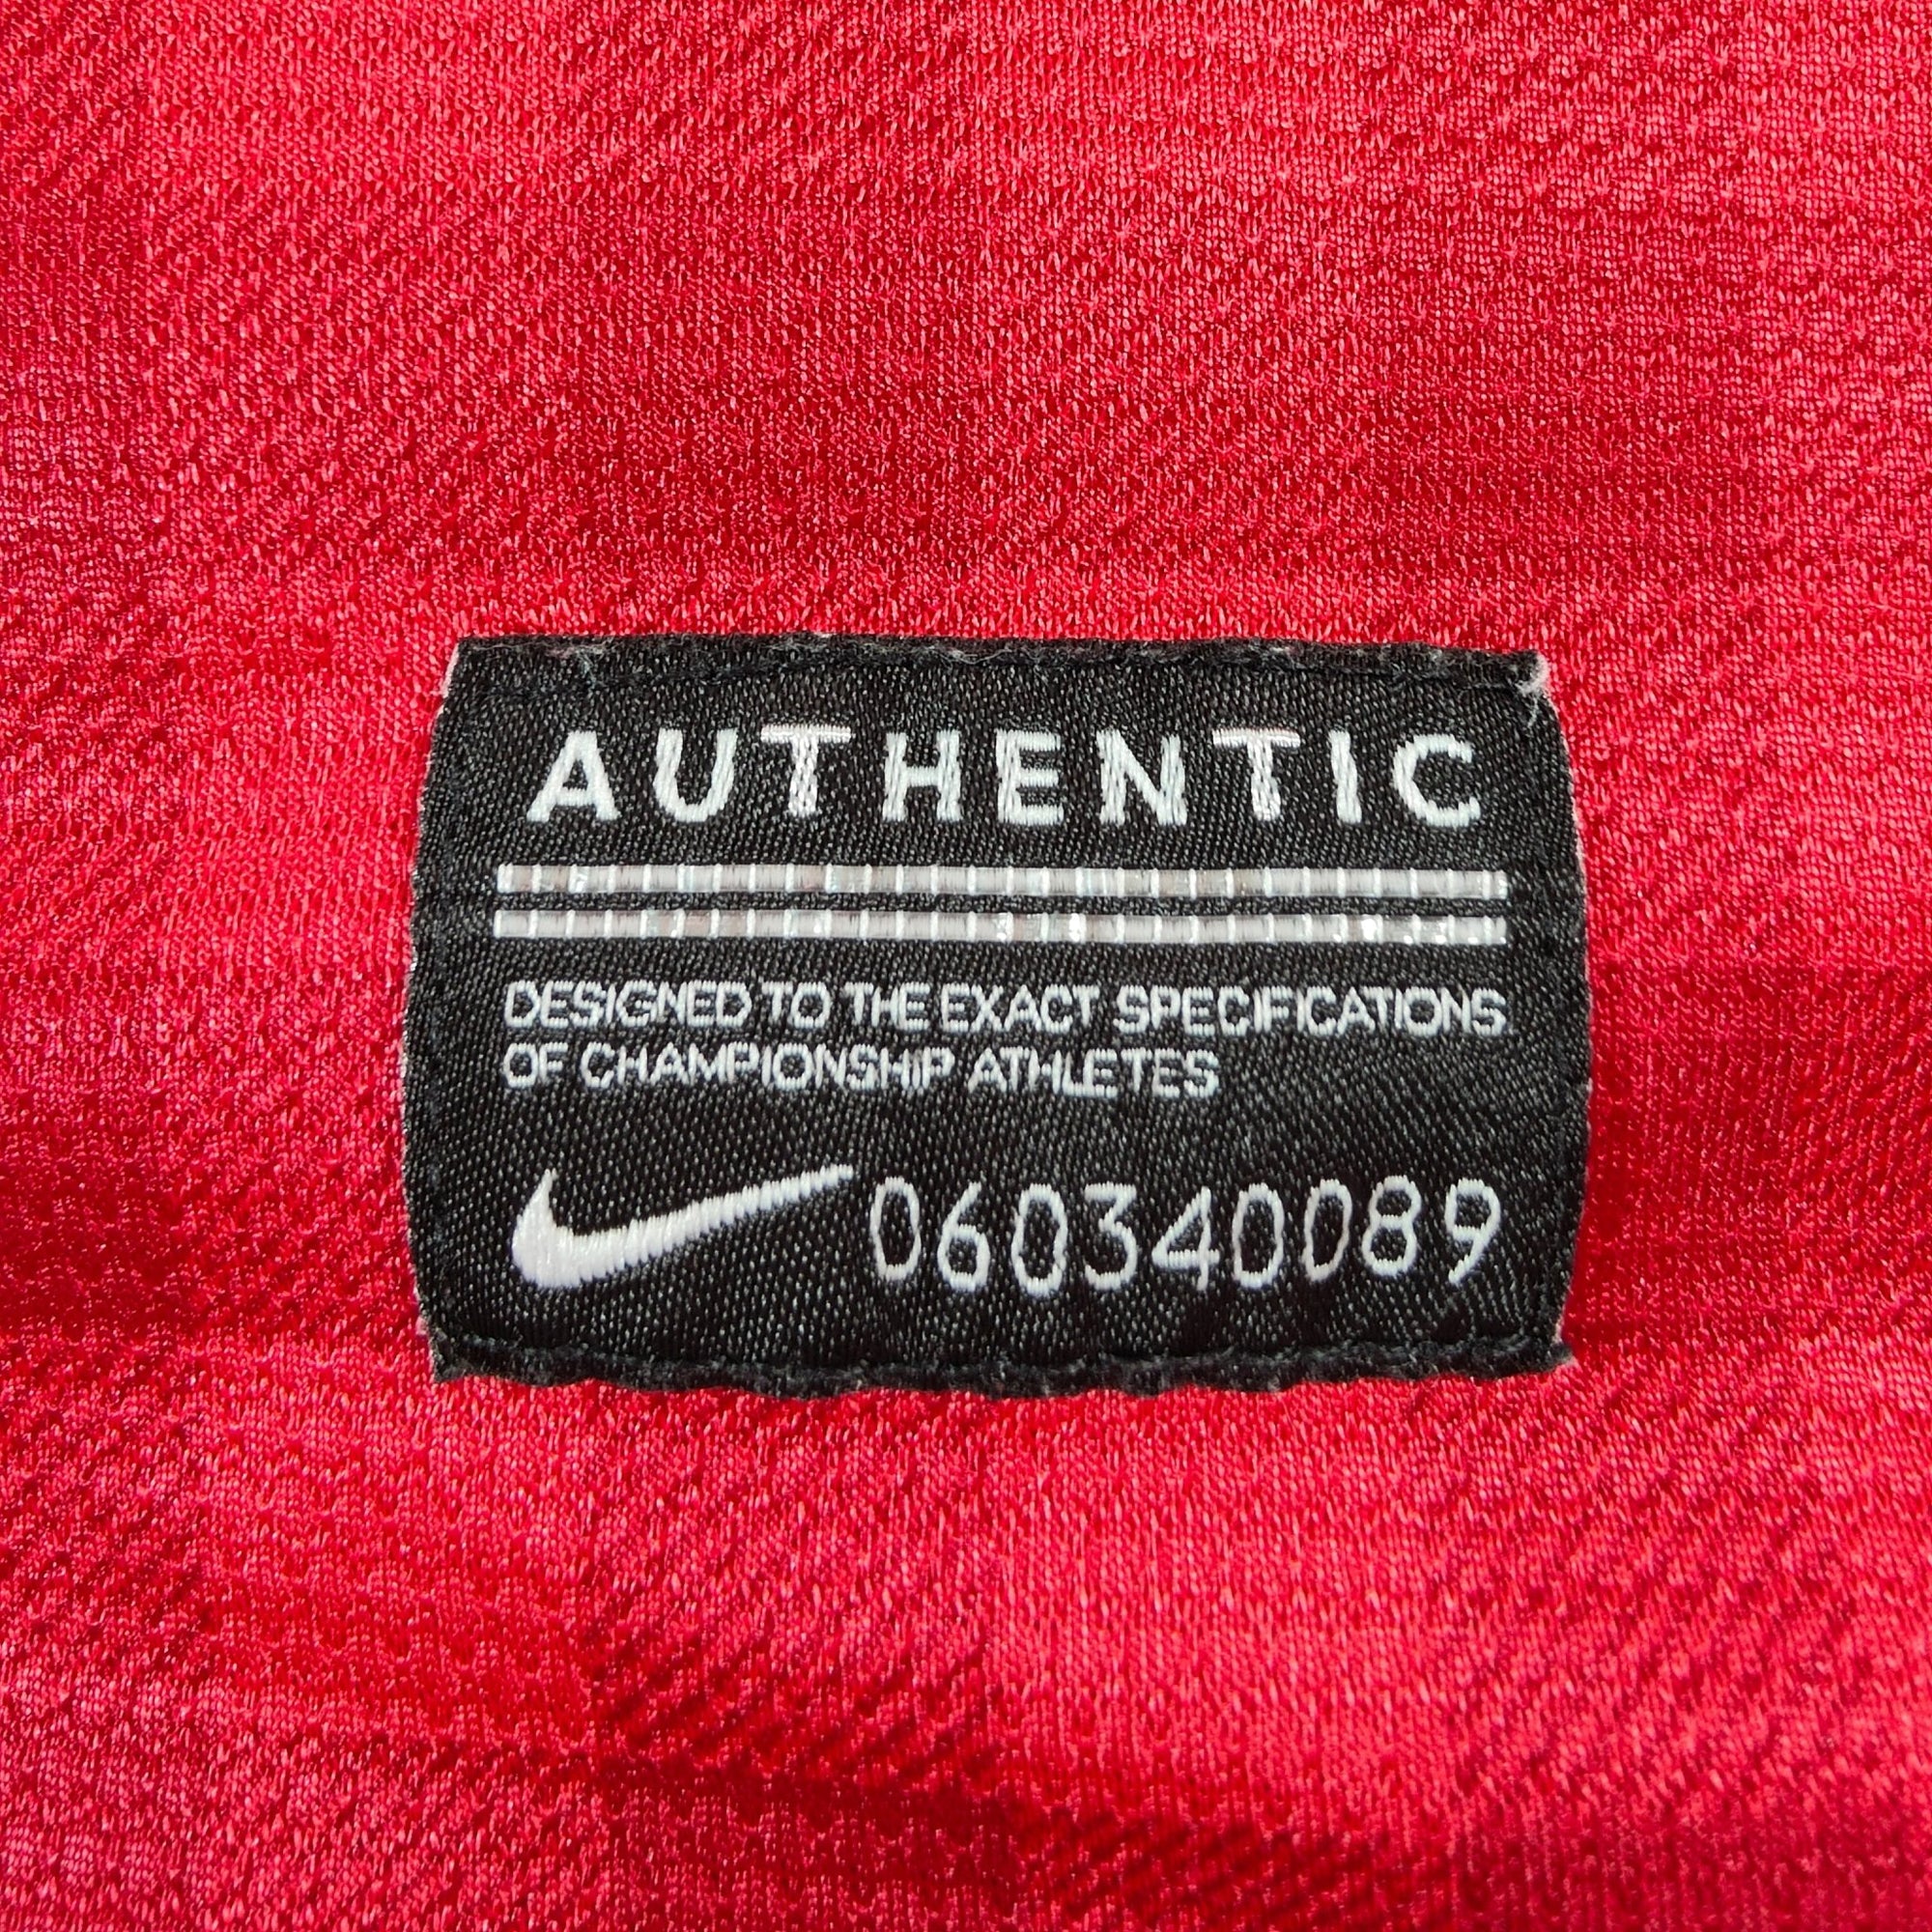 AUTHENTIC
DESIGNED TO THE EXACT SPECIFICATIONS
OF CHAMPIONSHIP ATHLETES
060340089